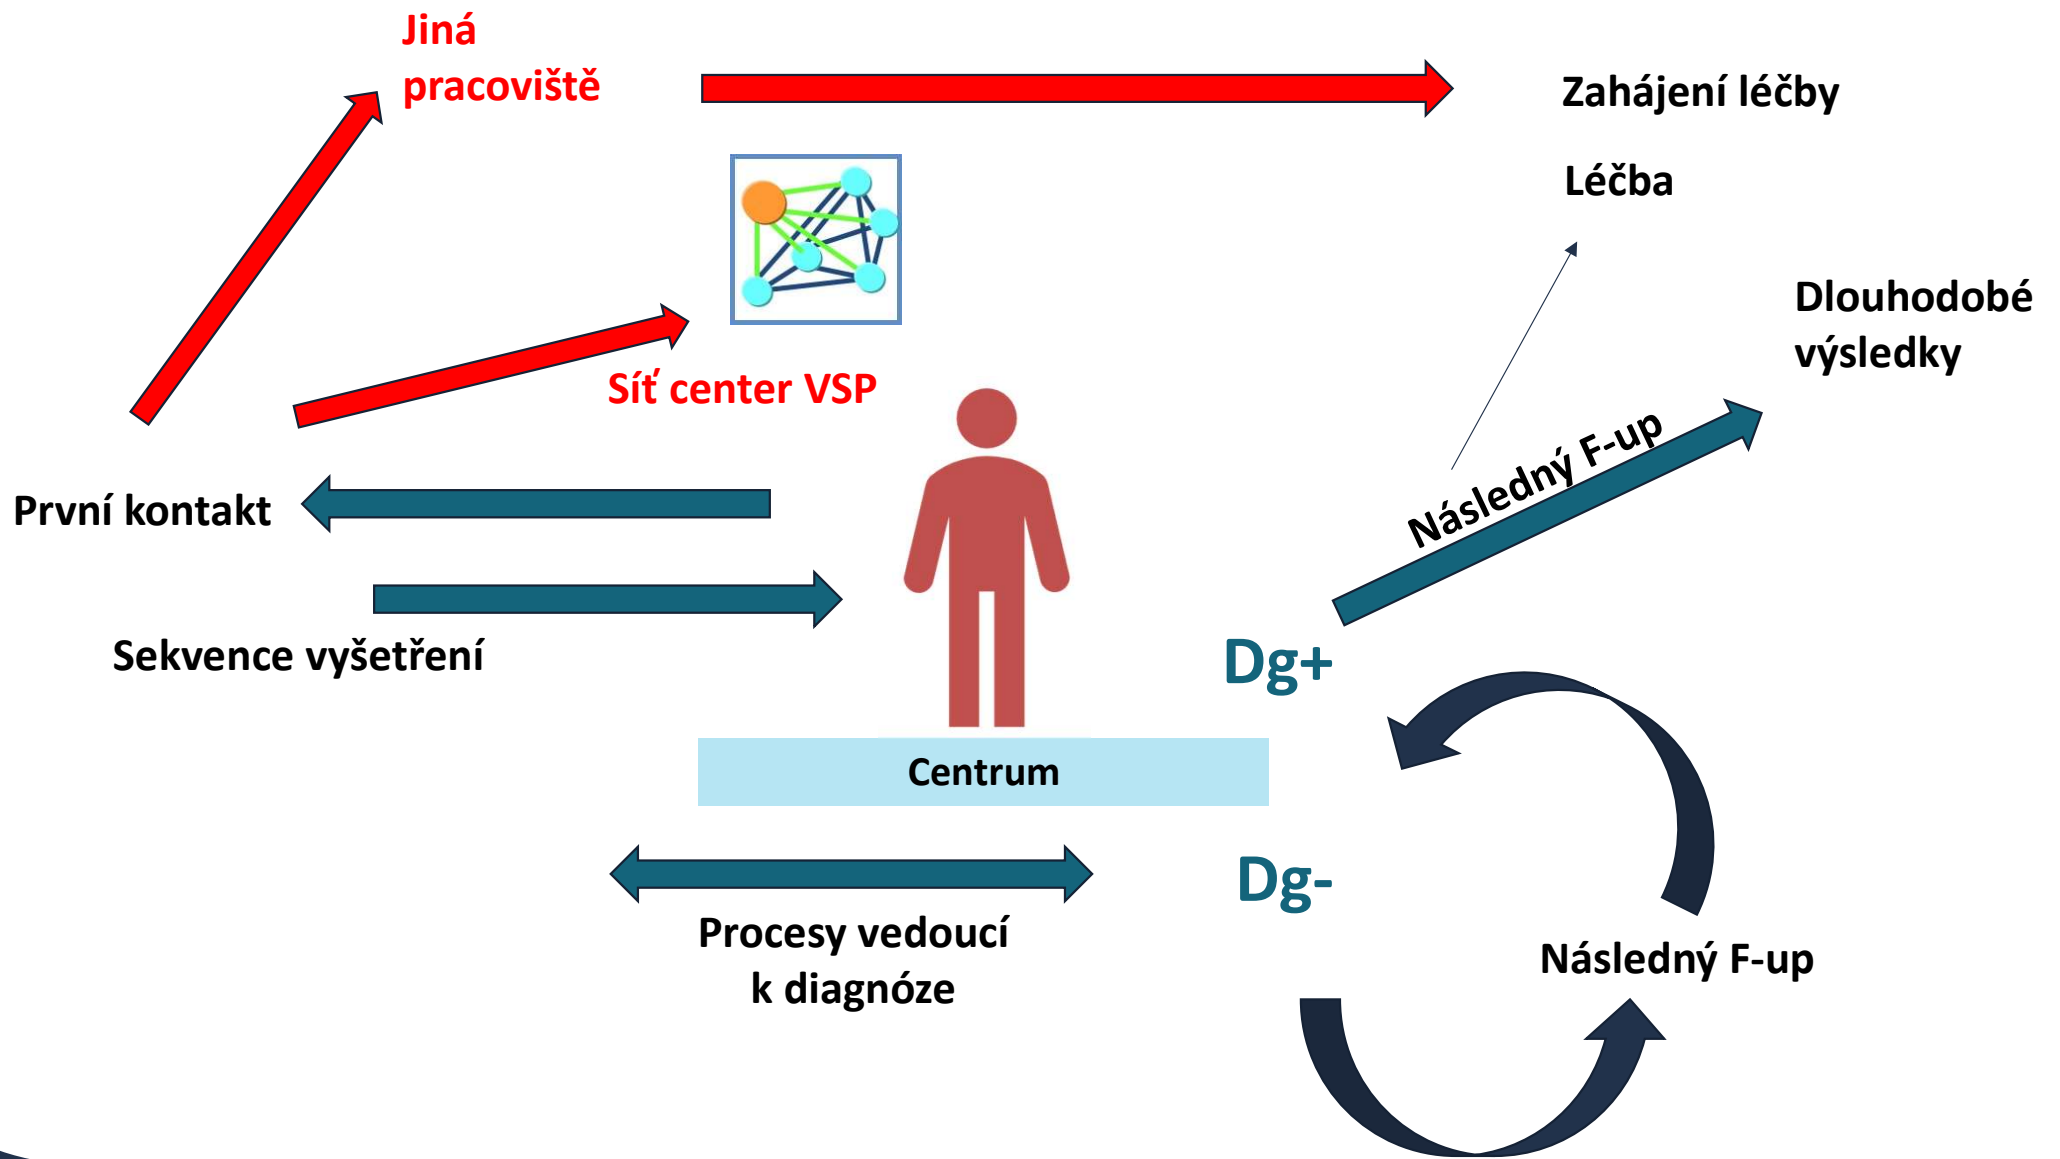 Jiná
pracoviště
Zahájení léčby
Léčba
Dlouhodobé
výsledky
Síť center VSP
Následný F-up
První kontakt
Sekvence vyšetření
Dg+
Centrum
Dg-
Procesy vedoucí
k diagnóze
Následný F-up